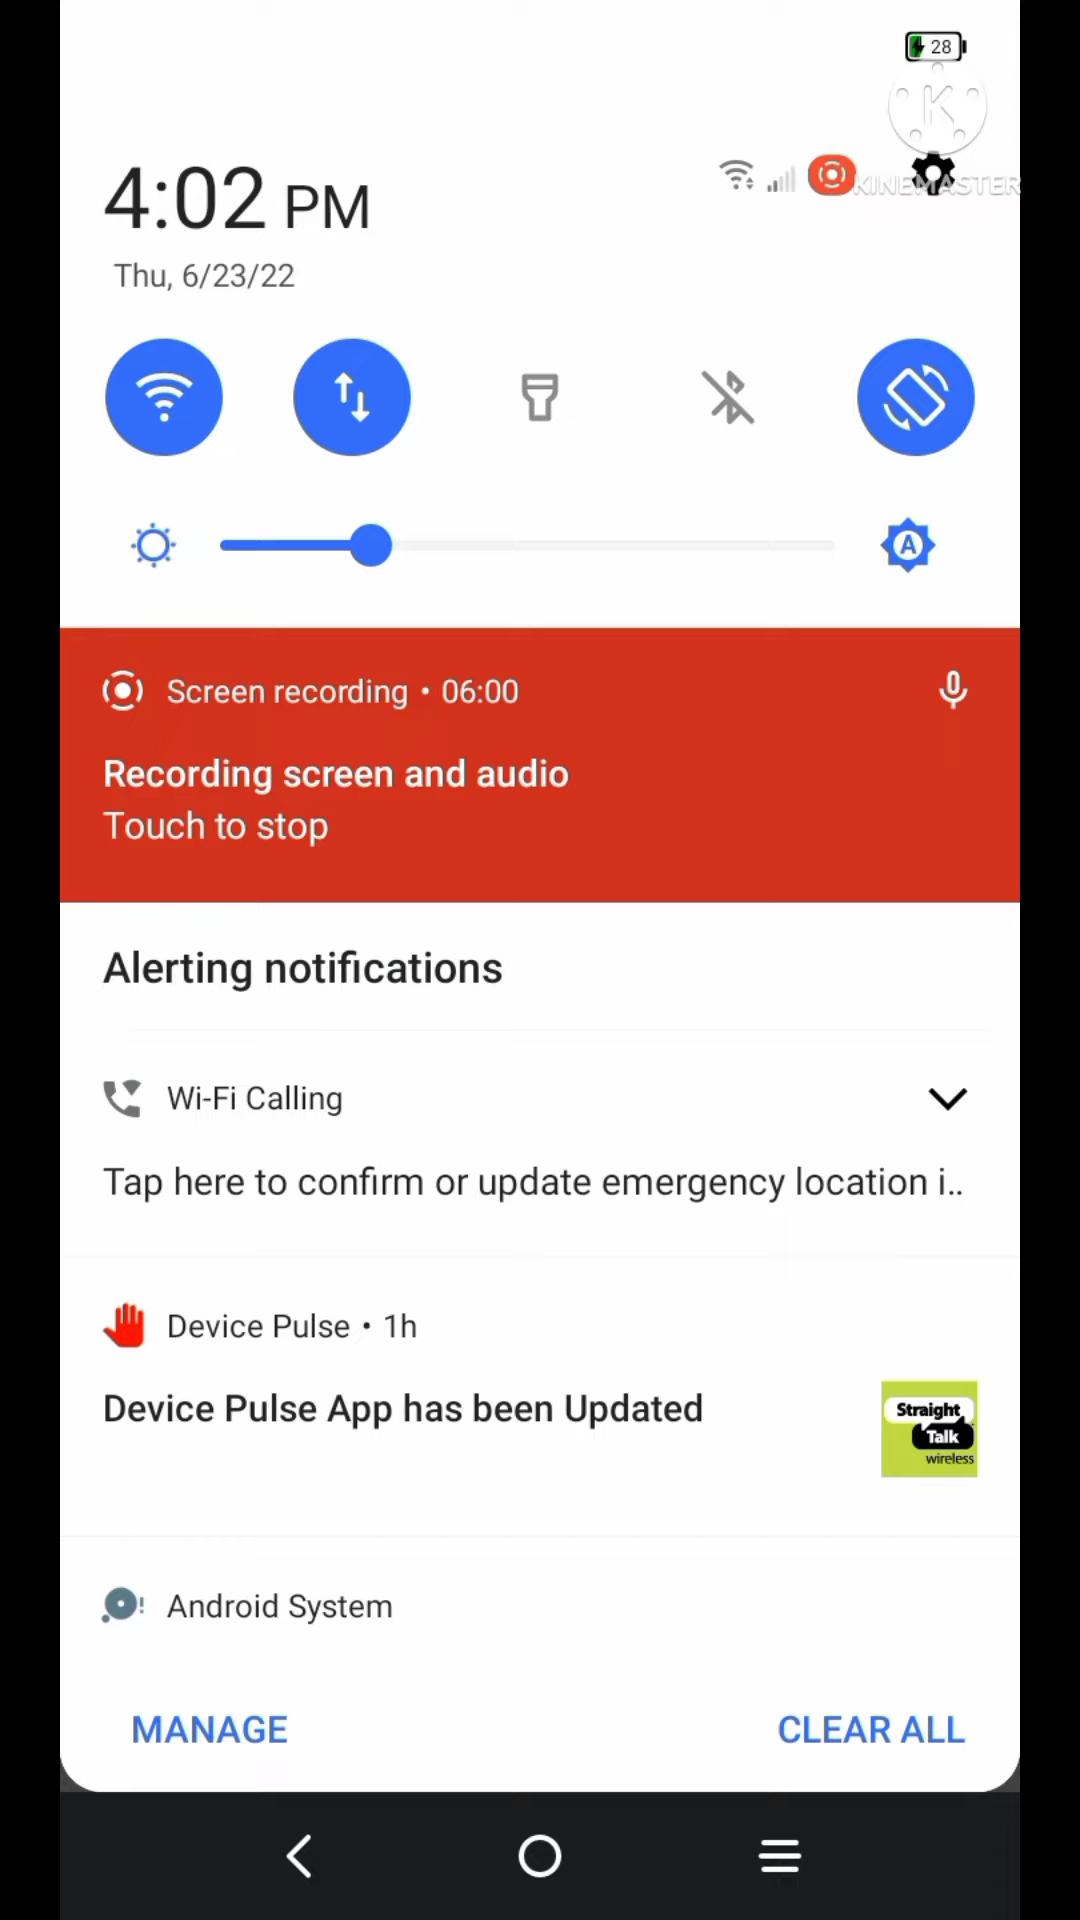 28
K
KINEMASTER
4:02 PM
Thu, 6/23/22
A
Screen recording • 06:00
Recording screen and audio
Touch to stop
Alerting notifications
Wi-Fi Calling
Tap here to confirm or update emergency location i..
Device Pulse • 1h
Device Pulse App has been Updated
Straight
Talk
wireless
Android System
MANAGE
CLEAR ALL